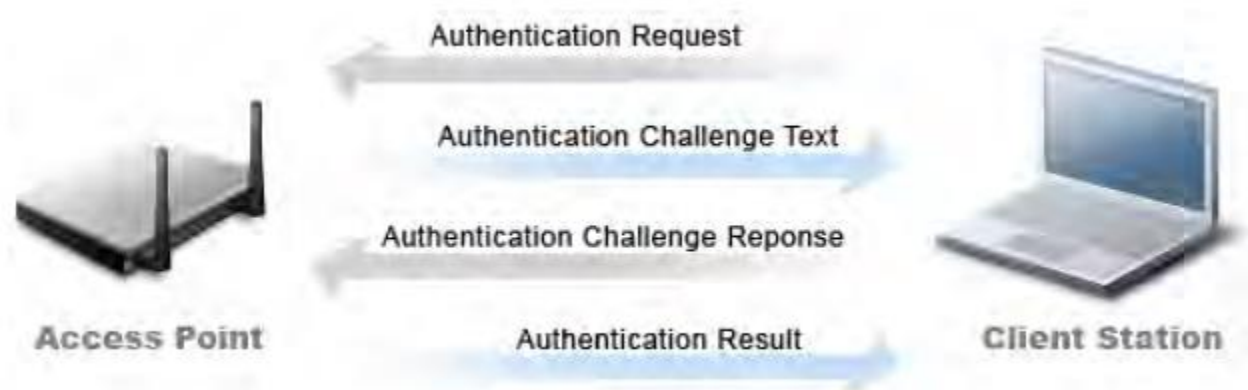 Authentication Request
Authentication Challenge Text
Authentication Challenge Reponse
Access Point
Authentication Result
Client Station